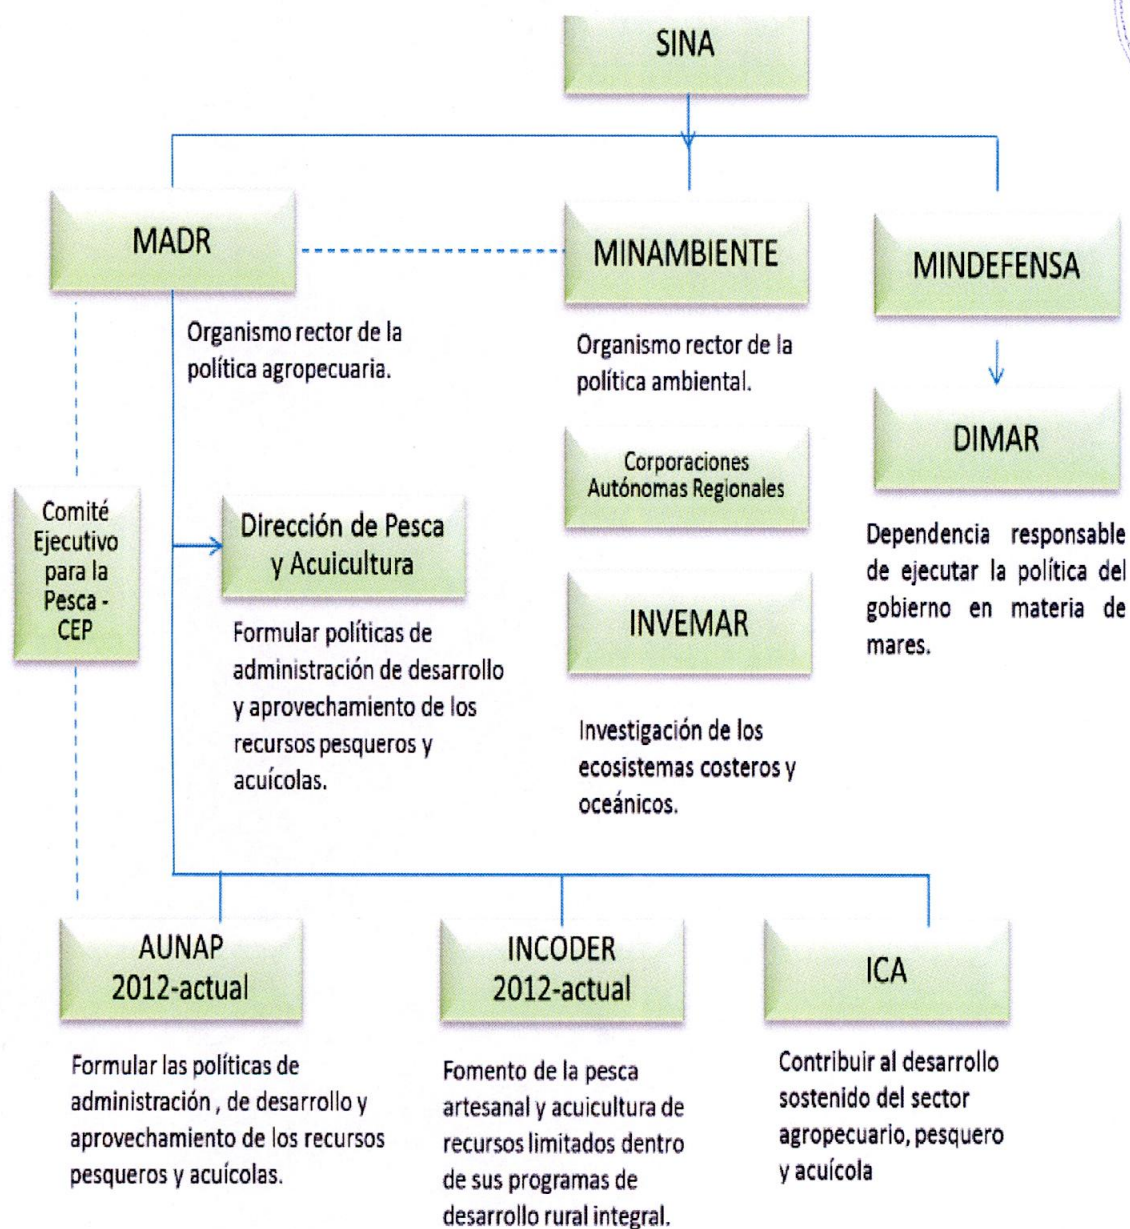 SINA
MADR
MINAMBIENTE
MINDEFENSA
Organismo rector de la
política agropecuaria.
Organismo rector de la
política ambiental.
DIMAR
Corporaciones
Autónomas Regionales
Comité
Ejecutivo
para la
Pesca -
CEP
Dirección de Pesca
y Acuicultura
Dependencia responsable
de ejecutar la política del
gobierno en materia de
mares.
INVEMAR
Formular políticas de
administración de desarrollo
y aprovechamiento de los
recursos pesqueros y
acuícolas.
Investigación de los
ecosistemas costeros y
oceánicos.
AUNAP
2012-actual
INCODER
2012-actual
ICA
Formular las políticas de
administración , de desarrollo y
aprovechamiento de los recursos
pesqueros y acuícolas.
Fomento de la pesca
artesanal y acuicultura de
recursos limitados dentro
de sus programas de
desarrollo rural integral.
Contribuir al desarrollo
sostenido del sector
agropecuario, pesquero
y acuícola